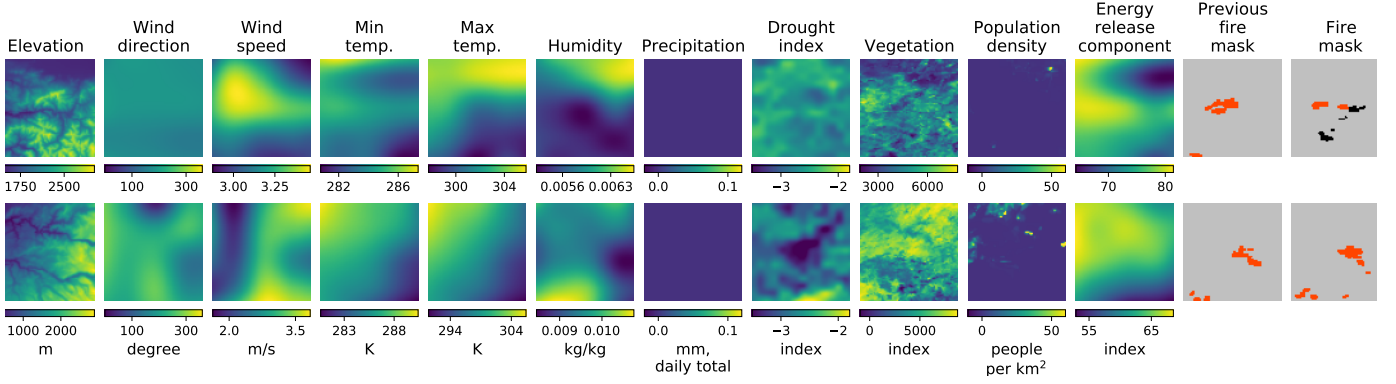 Elevation
Wind
direction
Wind
speed
Min
temp.
Max
temp.
Humidity
Precipitation
Drought
index
Vegetation
Population
density
Energy
release
component
Previous
fire
mask
Fire
mask
1750 2500
100 300
3.00 3.25
282 286
300 304
0.0056 0.0063
0.0 0.1
−3 −2
3000 6000
0 50
70 80
1000 2000
100 300
2.0 3.5
283 288
294 304
0.009 0.010
0.0 0.1
−3 −2
0 5000
0 50
55 65
m
degree
m/s
K
K
kg/kg
mm,
daily total
index
index
people
per km²
index